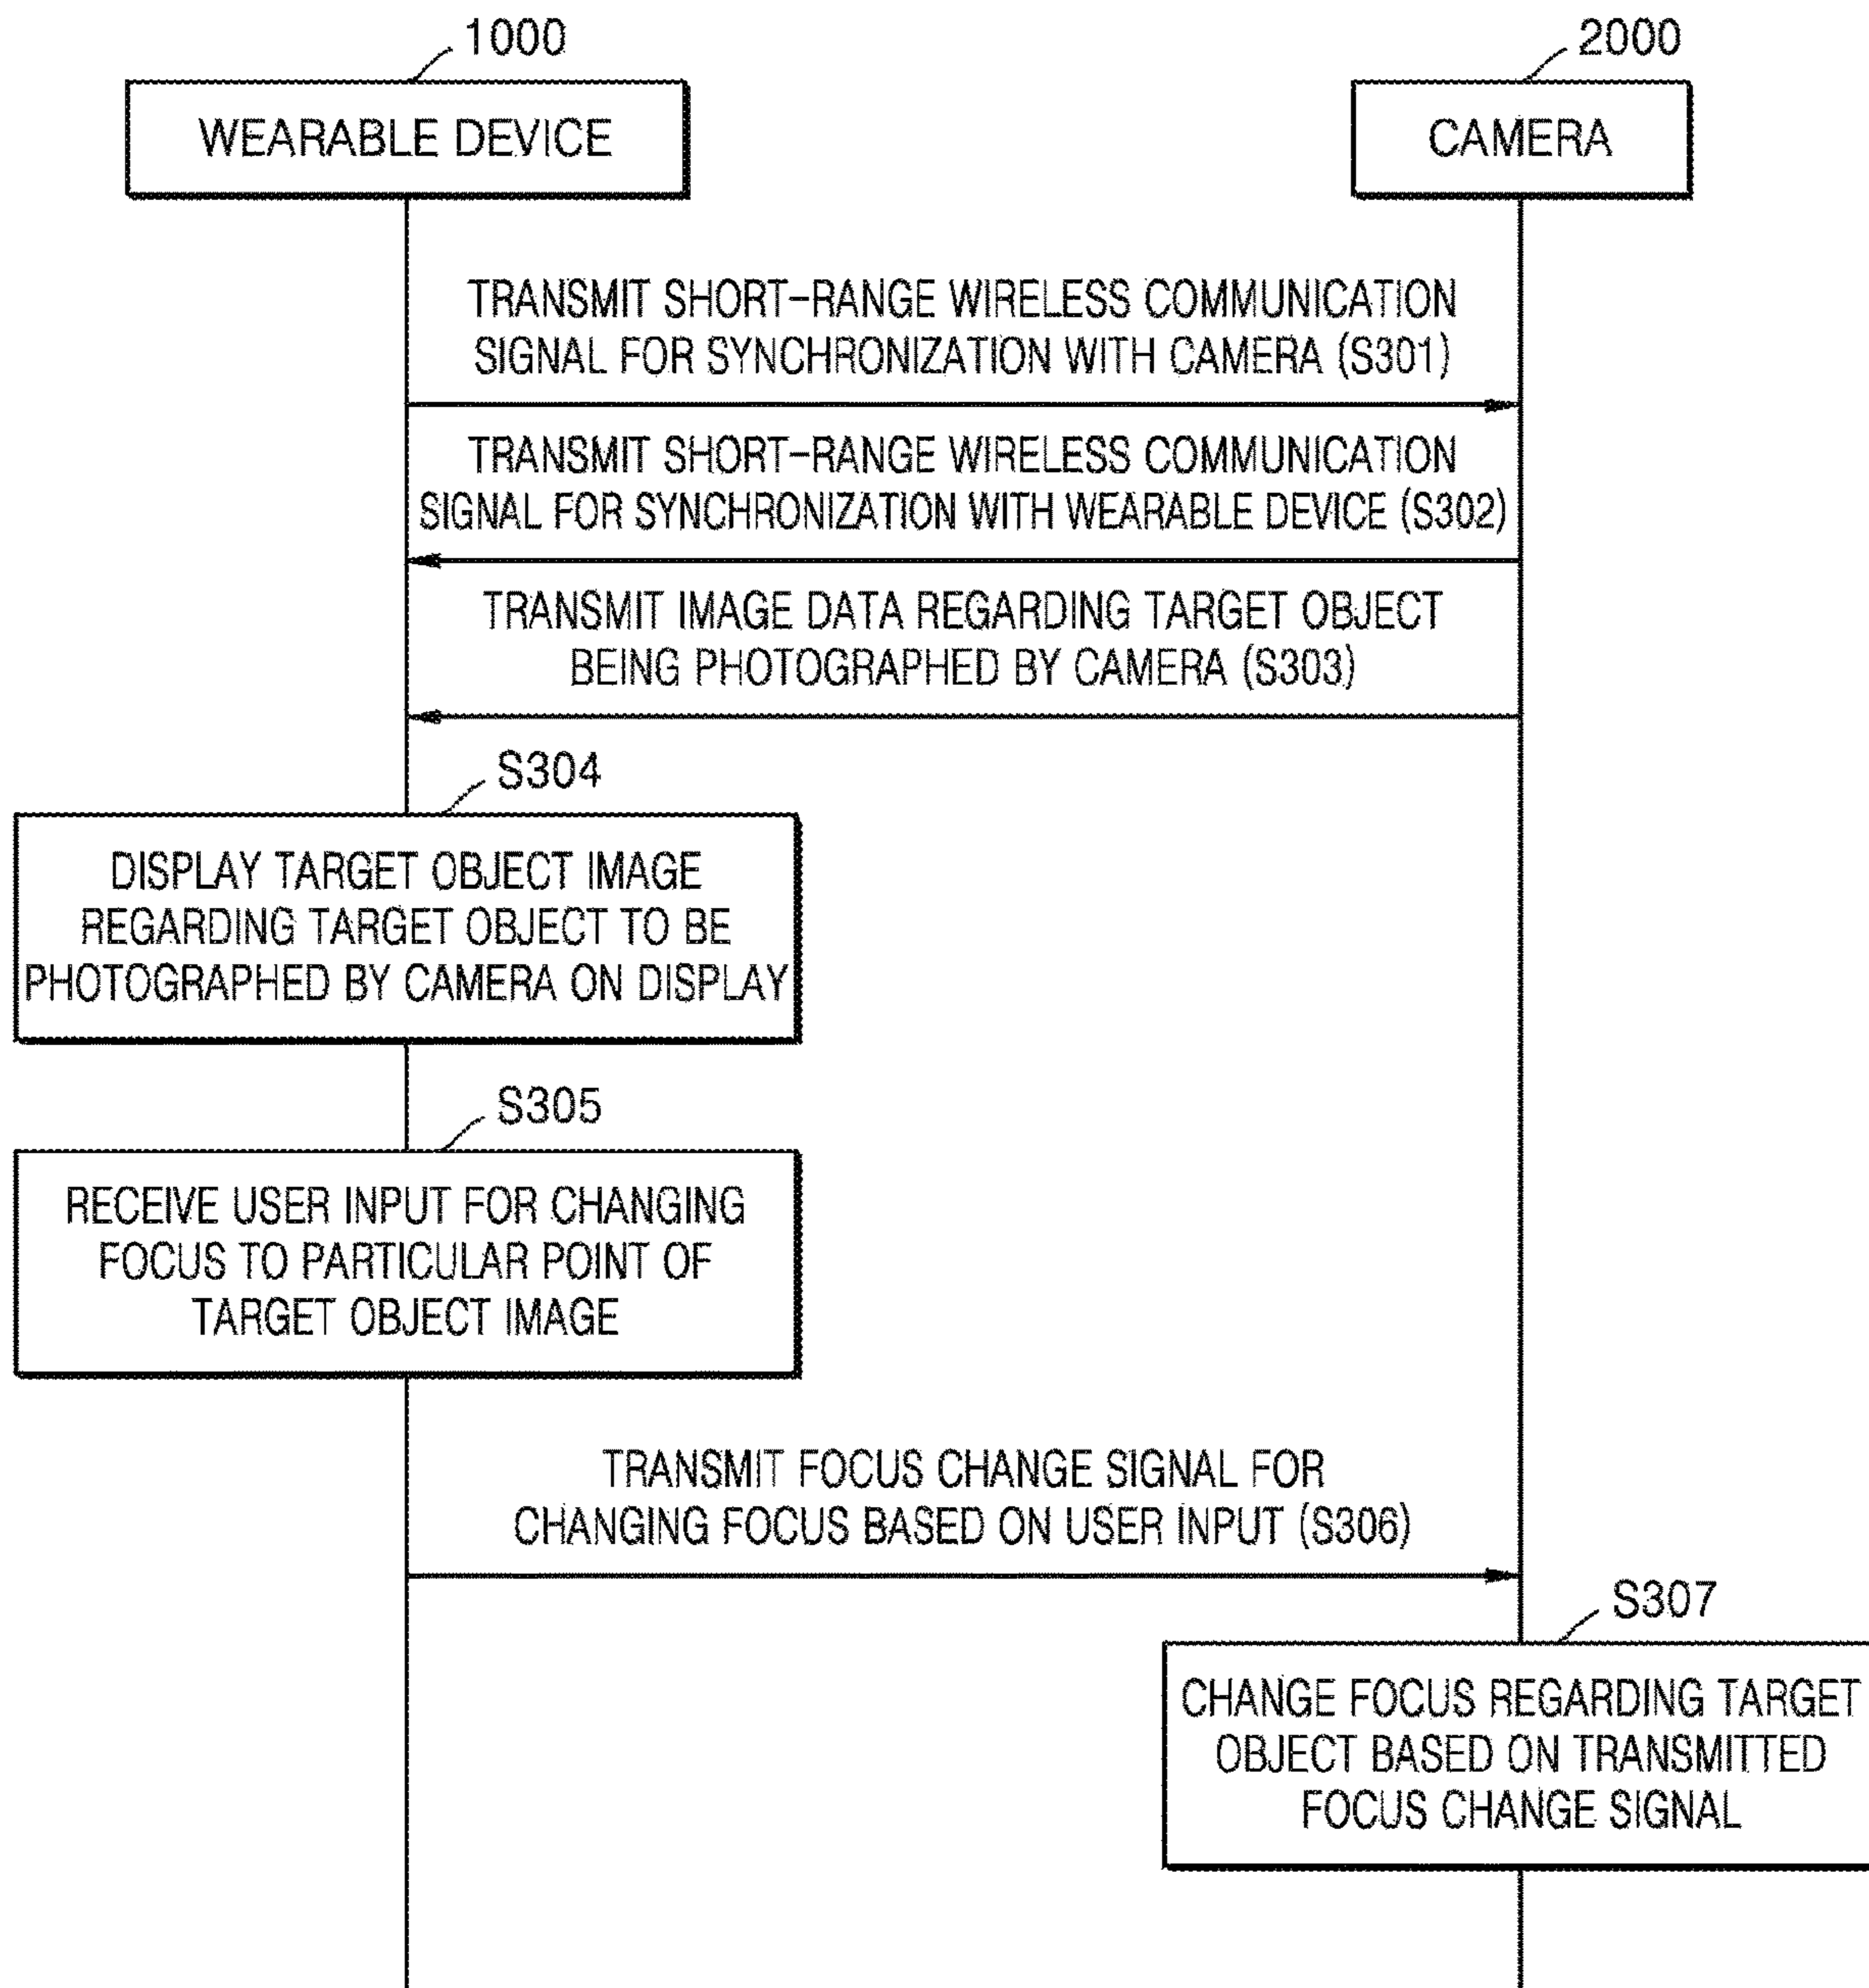 1000
2000
WEARABLE DEVICE
CAMERA
TRANSMIT SHORT-RANGE WIRELESS COMMUNICATION
SIGNAL FOR SYNCHRONIZATION WITH CAMERA (S301)
TRANSMIT SHORT-RANGE WIRELESS COMMUNICATION
SIGNAL FOR SYNCHRONIZATION WITH WEARABLE DEVICE (S302)
TRANSMIT IMAGE DATA REGARDING TARGET OBJECT
BEING PHOTOGRAPHED BY CAMERA (S303)
S304
DISPLAY TARGET OBJECT IMAGE
REGARDING TARGET OBJECT TO BE
PHOTOGRAPHED BY CAMERA ON DISPLAY
S305
RECEIVE USER INPUT FOR CHANGING
FOCUS TO PARTICULAR POINT OF
TARGET OBJECT IMAGE
TRANSMIT FOCUS CHANGE SIGNAL FOR
CHANGING FOCUS BASED ON USER INPUT (S306)
S307
CHANGE FOCUS REGARDING TARGET
OBJECT BASED ON TRANSMITTED
FOCUS CHANGE SIGNAL